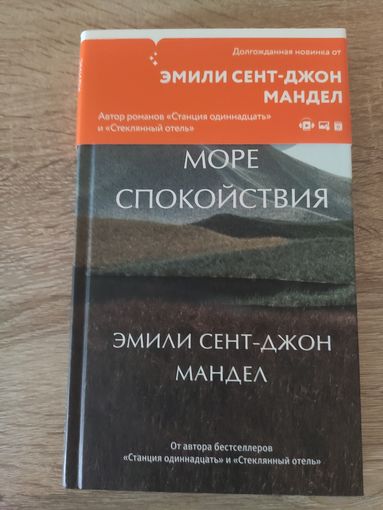 Долгожданная новинка от
ЭМИЛИ СЕНТ-ДЖОН
МАНДЕЛ
Автор романов «Станция одиннадцать»
и «Стеклянный отель»
МОРЕ
СПОКОЙСТВИЯ
ЭМИЛИ СЕНТ-ДЖОН
МАНДЕЛ
От автора бестселлеров
«Станция одиннадцать» и «Стеклянный отель»